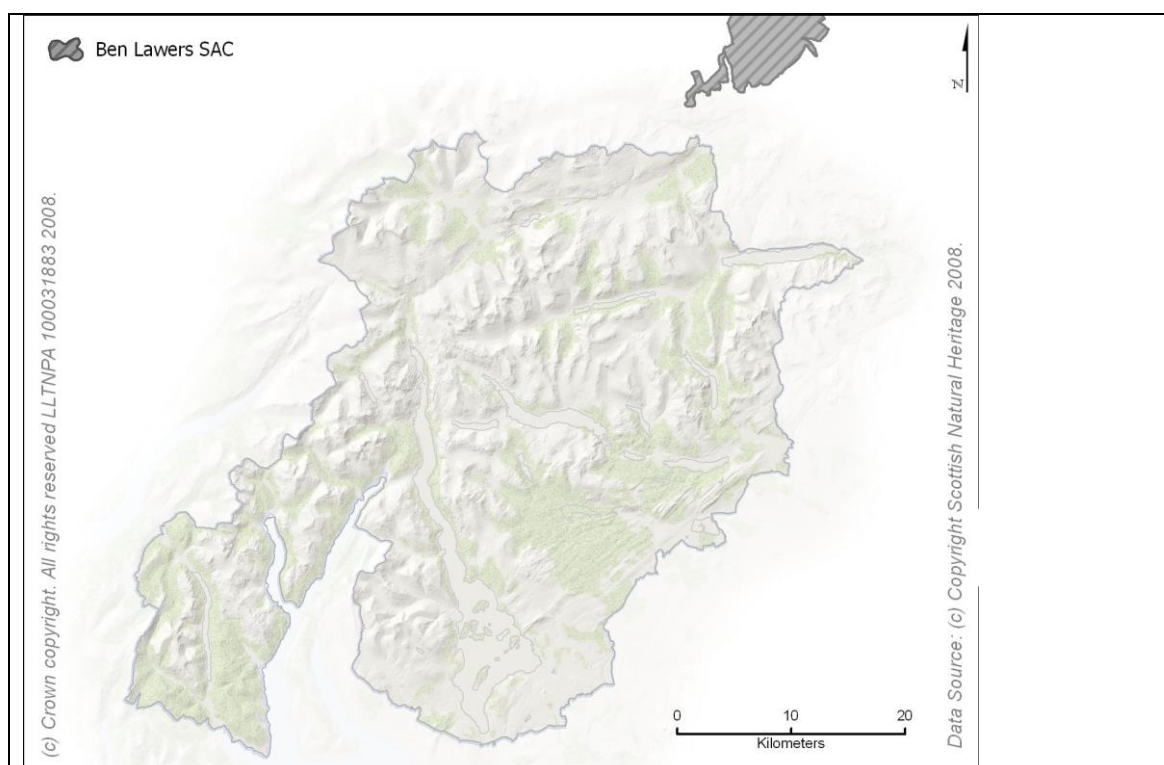 Ben Lawers SAC
N
(c) Crown copyright. All rights reserved LLTNPA 100031883 2008.
Data Source: (c) Copyright Scottish Natural Heritage 2008.
0 10 20
Kilometers